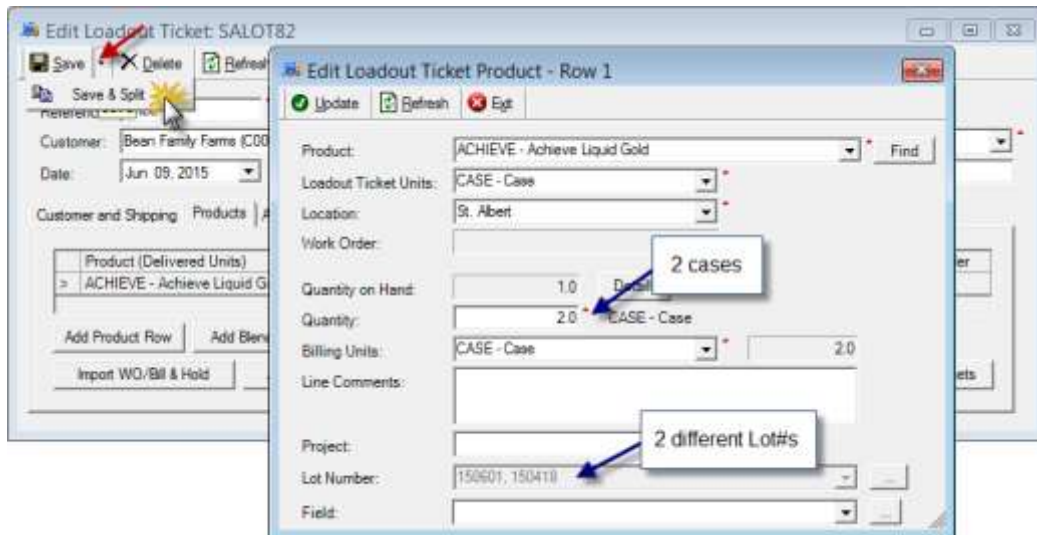 Edit Loadout Ticket: SALOT82
Save Delete Refresh
Save & Split
Customer: Bean Family Farms (C00
Date: Jun 09, 2015
Customer and Shipping Products A
Product (Delivered Units)
> ACHIEVE - Achieve Liquid G
Add Product Row Add Blen
Import WO/Bill & Hold
er
ets
Edit Loadout Ticket Product - Row 1
Update Refresh Exit
Product: ACHIEVE - Achieve Liquid Gold * Find
Loadout Ticket Units: CASE - Case *
Location: St. Albert *
Work Order:
2 cases
Quantity on Hand: 1.0
Quantity: 2.0 * CASE - Case
Billing Units: CASE - Case * 2.0
Line Comments:
2 different Lot#s
Project:
Lot Number: 150601, 150418 ...
Field: ...